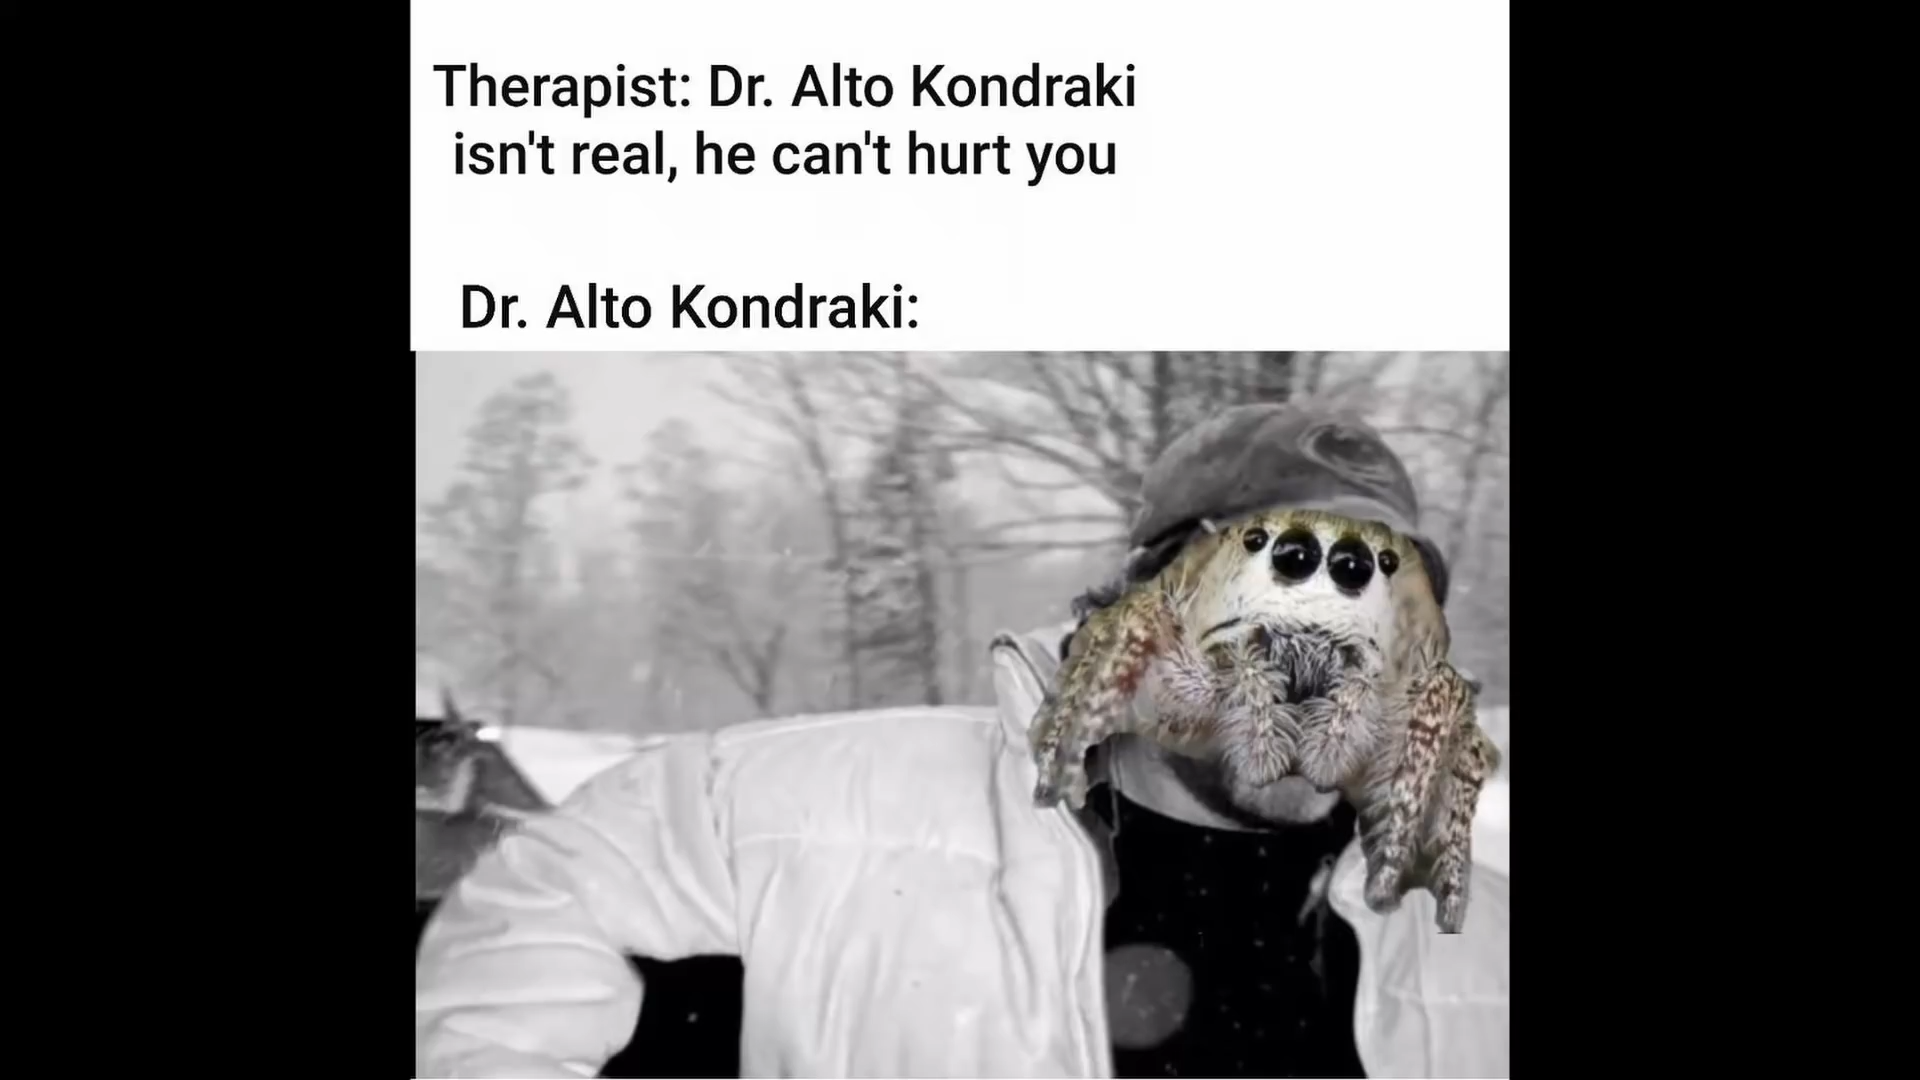 Therapist: Dr. Alto Kondraki
isn't real, he can't hurt you
Dr. Alto Kondraki: